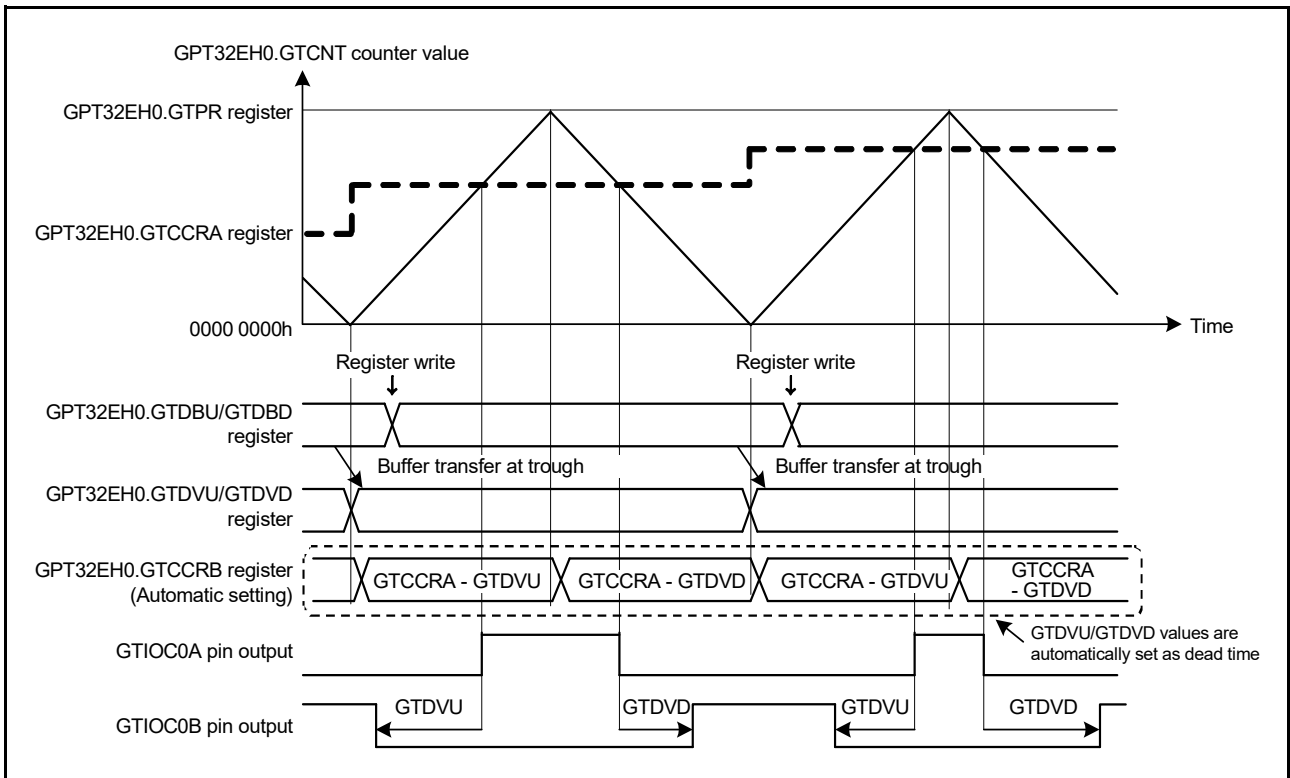 GPT32EH0.GTCNT counter value
GPT32EH0.GTPR register
GPT32EH0.GTCCRA register
0000 0000h
Time
Register write
Register write
GPT32EH0.GTDBU/GTDBD
register
Buffer transfer at trough
Buffer transfer at trough
GPT32EH0.GTDVU/GTDVD
register
GPT32EH0.GTCCRB register
(Automatic setting)
GTCCRA - GTDVU
GTCCRA - GTDVD
GTCCRA - GTDVU
GTCCRA
- GTDVD
GTDVU/GTDVD values are
automatically set as dead time
GTIOC0A pin output
GTDVU
GTDVD
GTDVU
GTDVD
GTIOC0B pin output